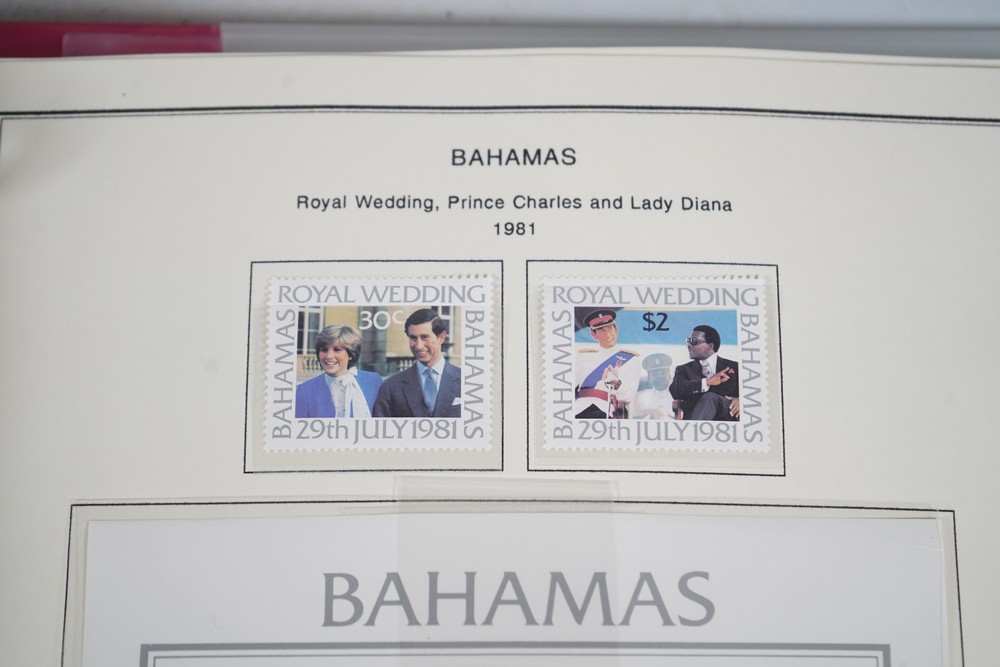 BAHAMAS
Royal Wedding, Prince Charles and Lady Diana
1981
ROYAL WEDDING
30c
BAHAMAS
BAHAMAS
29th JULY 1981
ROYAL WEDDING
$2
BAHAMAS
BAHAMAS
29th JULY 1981
BAHAMAS